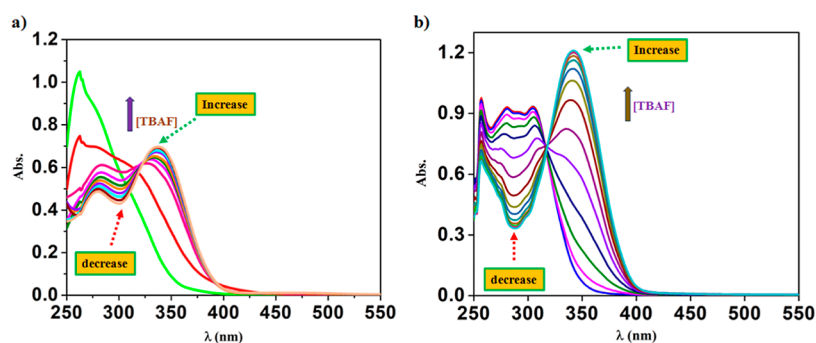 a)
1.2
1.0
0.8
0.6
0.4
0.2
0.0
Abs.
[TBAF]
Increase
decrease
250 300 350 400 450 500 550
λ (nm)
b)
1.2
0.9
0.6
0.3
0.0
Abs.
Increase
[TBAF]
decrease
250 300 350 400 450 500 550
λ (nm)